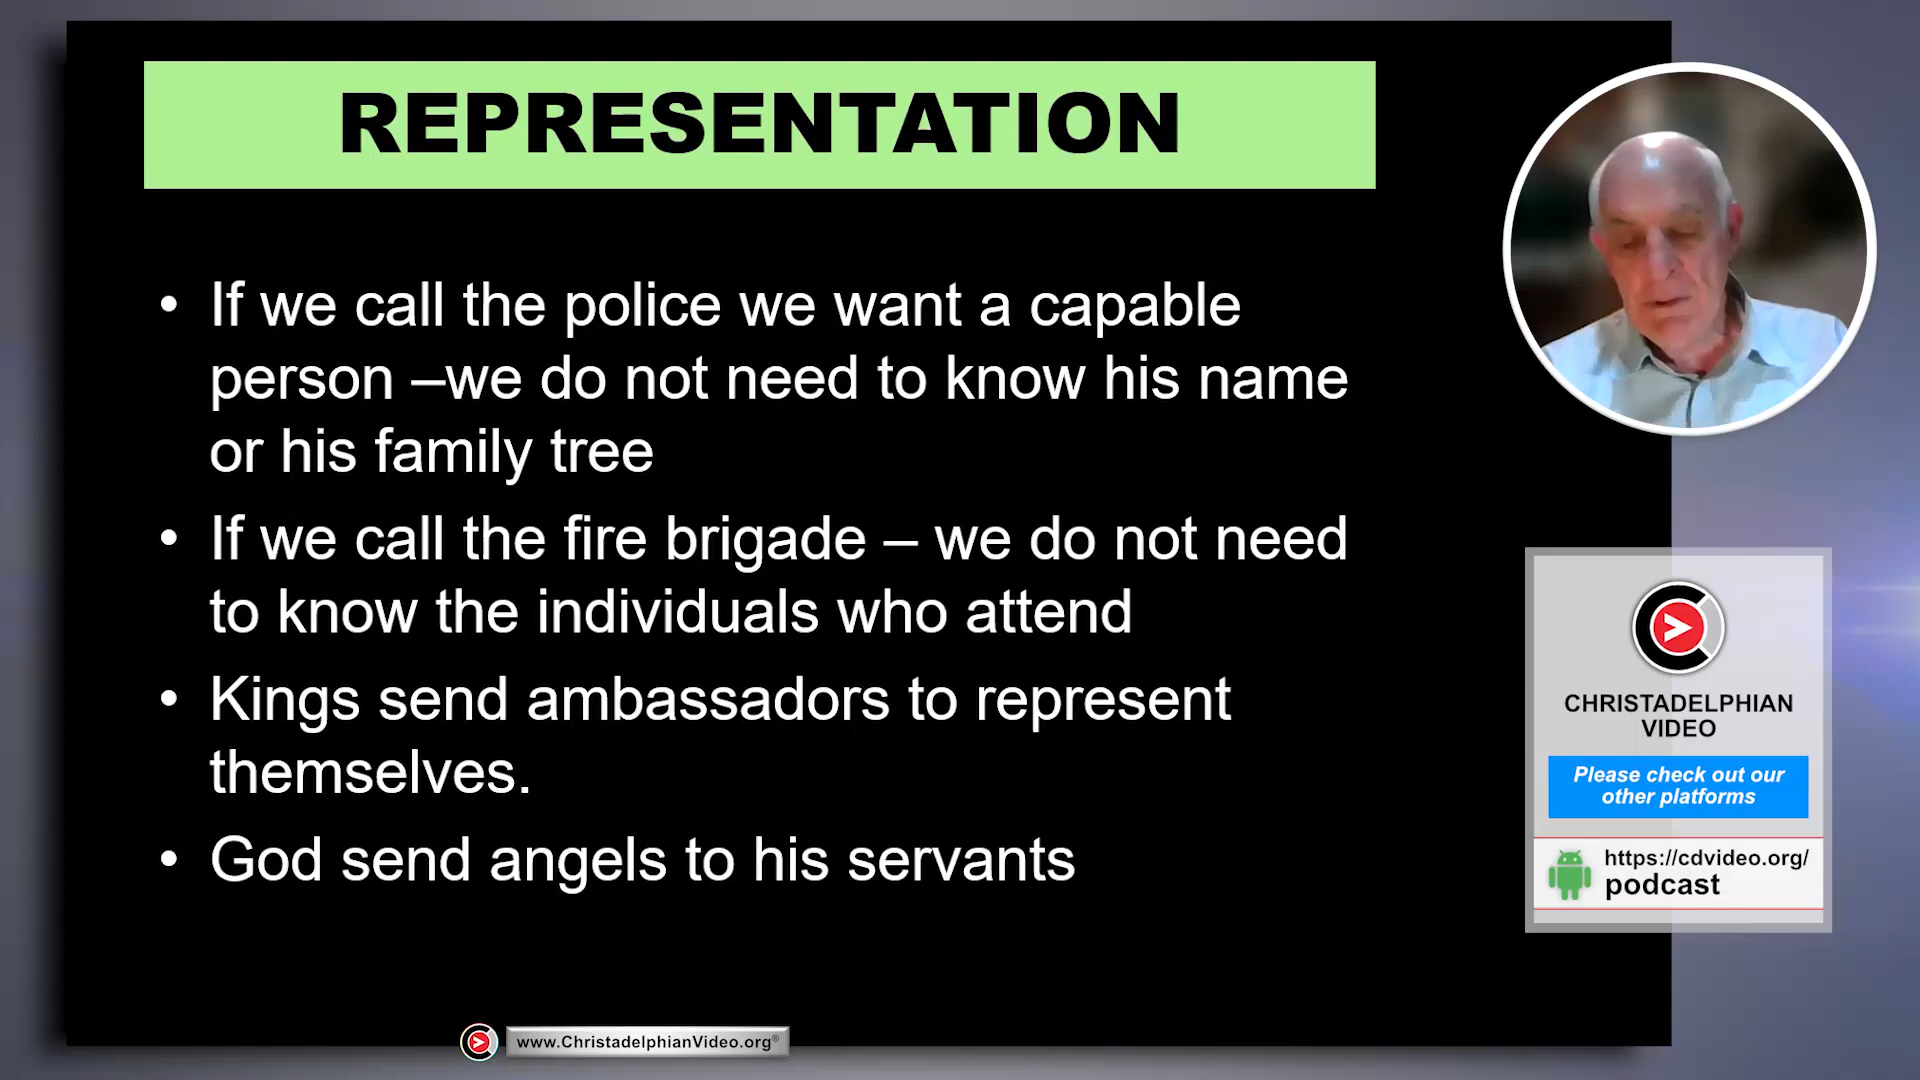 REPRESENTATION
• If we call the police we want a capable
person –we do not need to know his name
or his family tree
• If we call the fire brigade – we do not need
to know the individuals who attend
• Kings send ambassadors to represent
themselves.
• God send angels to his servants
CHRISTADELPHIAN
VIDEO
Please check out our
other platforms
https://cdvideo.org/
podcast
www.ChristadelphianVideo.org®